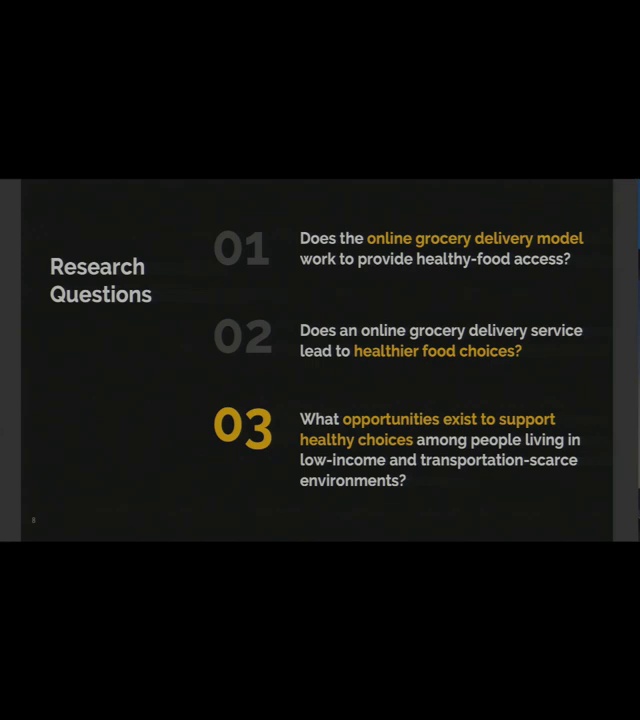 Research
Questions
01
Does the online grocery delivery model
work to provide healthy-food access?
02
Does an online grocery delivery service
lead to healthier food choices?
03
What opportunities exist to support
healthy choices among people living in
low-income and transportation-scarce
environments?